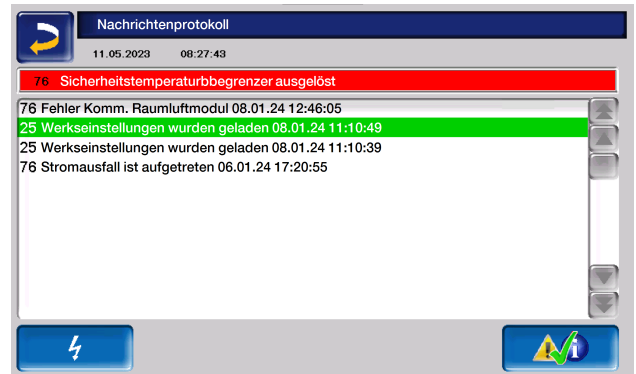 Nachrichtenprotokoll
11.05.2023 08:27:43
76 Sicherheitstemperaturbbegrenzer ausgelöst
76 Fehler Komm. Raumluftmodul 08.01.24 12:46:05
25 Werkseinstellungen wurden geladen 08.01.24 11:10:49
25 Werkseinstellungen wurden geladen 08.01.24 11:10:39
76 Stromausfall ist aufgetreten 06.01.24 17:20:55